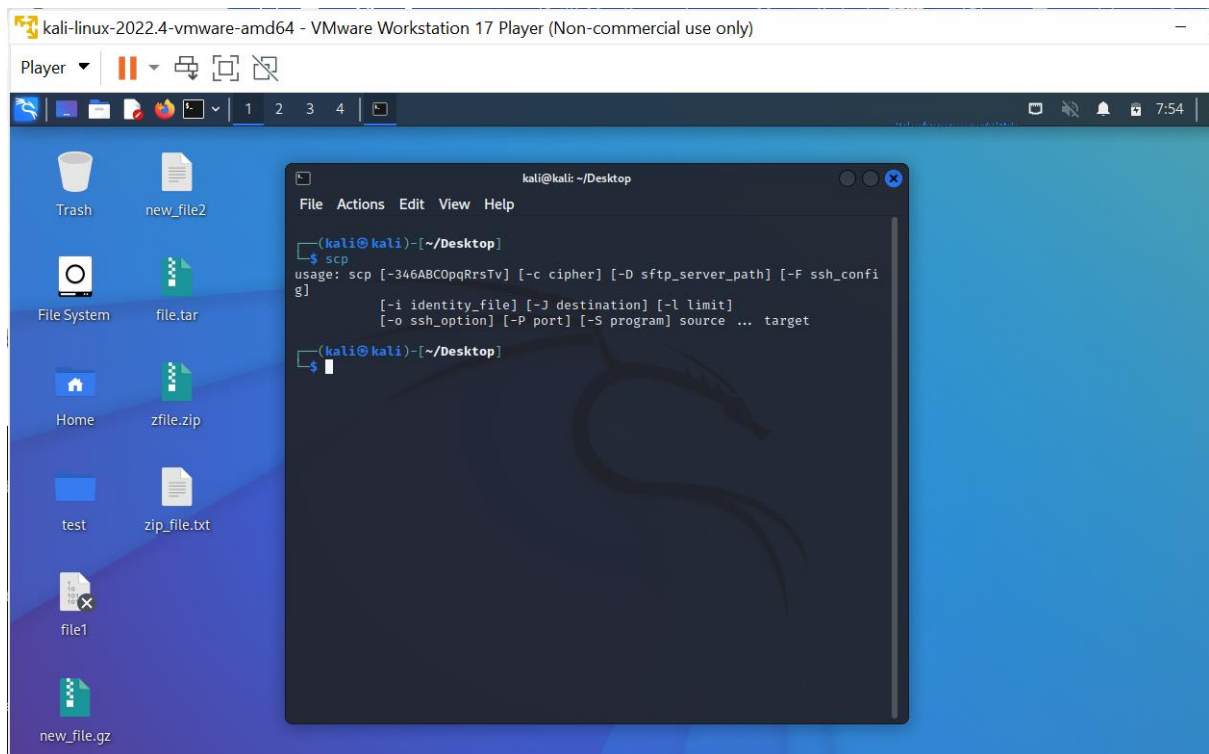 kali-linux-2022.4-vmware-amd64 - VMware Workstation 17 Player (Non-commercial use only)
Player
1 2 3 4
7:54
kali@kali: ~/Desktop
File Actions Edit View Help
┌──(kali㉿kali)-[~/Desktop]
└─$ scp
usage: scp [-346ABCOpqRrsTv] [-c cipher] [-D sftp_server_path] [-F ssh_confi
g]
[-i identity_file] [-J destination] [-l limit]
[-o ssh_option] [-P port] [-S program] source ... target
┌──(kali㉿kali)-[~/Desktop]
└─$
Trash
new_file2
File System
file.tar
Home
zfile.zip
test
zip_file.txt
file1
new_file.gz